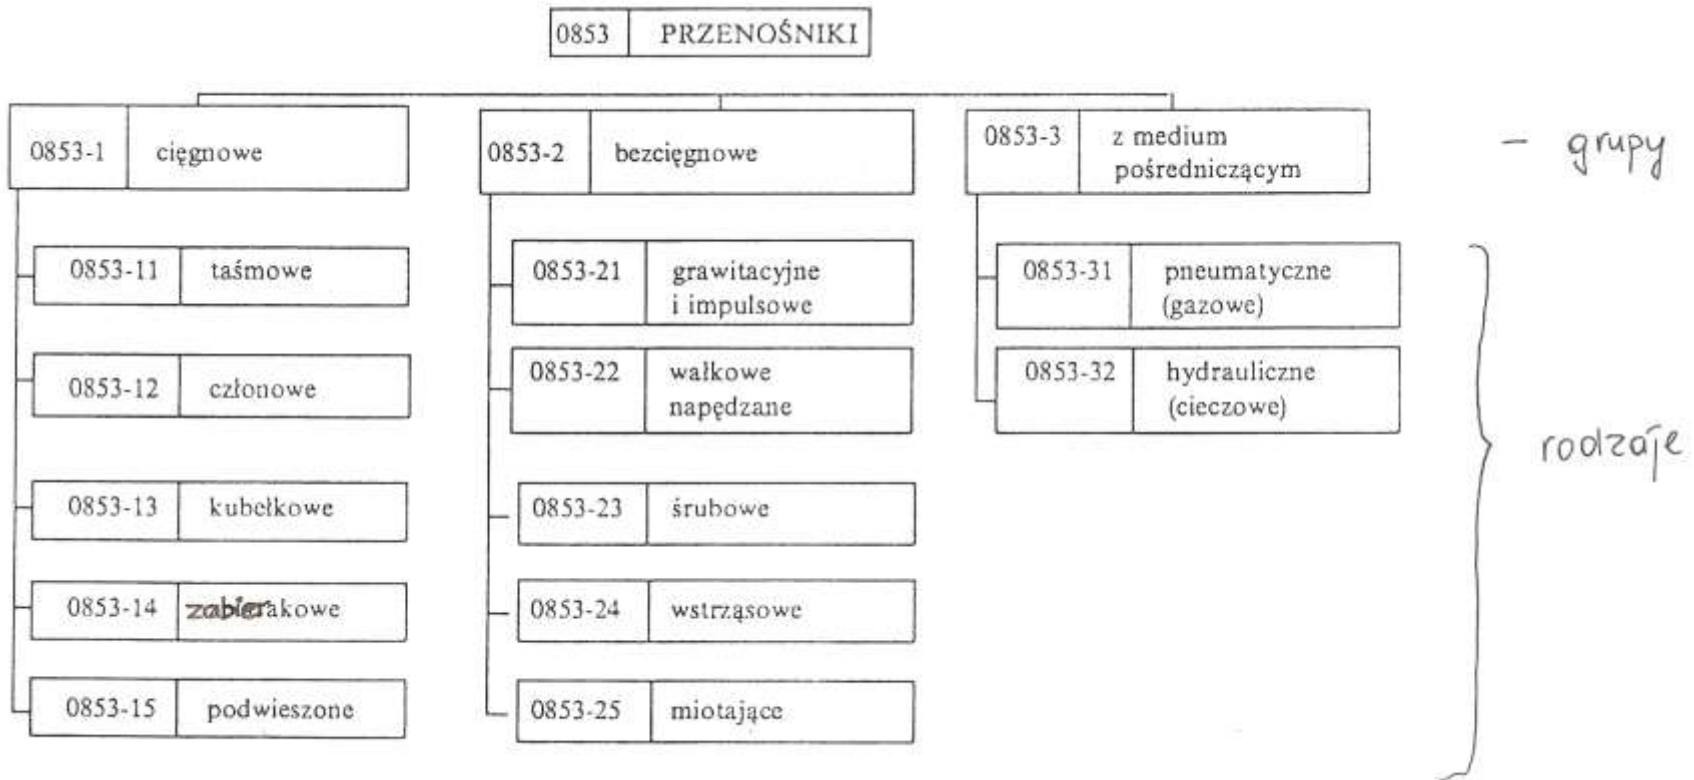 0853 PRZENOŚNIKI
0853-1 cięgnowe
0853-2 bezcięgnowe
0853-3 z medium
pośredniczącym
- grupy
0853-11 taśmowe
0853-12 członowe
0853-13 kubełkowe
0853-14 zabierakowe
0853-15 podwieszone
0853-21 grawitacyjne
i impulsowe
0853-22 wałkowe
napędzane
0853-23 śrubowe
0853-24 wstrząsowe
0853-25 miotające
0853-31 pneumatyczne
(gazowe)
0853-32 hydrauliczne
(cieczowe)
rodzaje